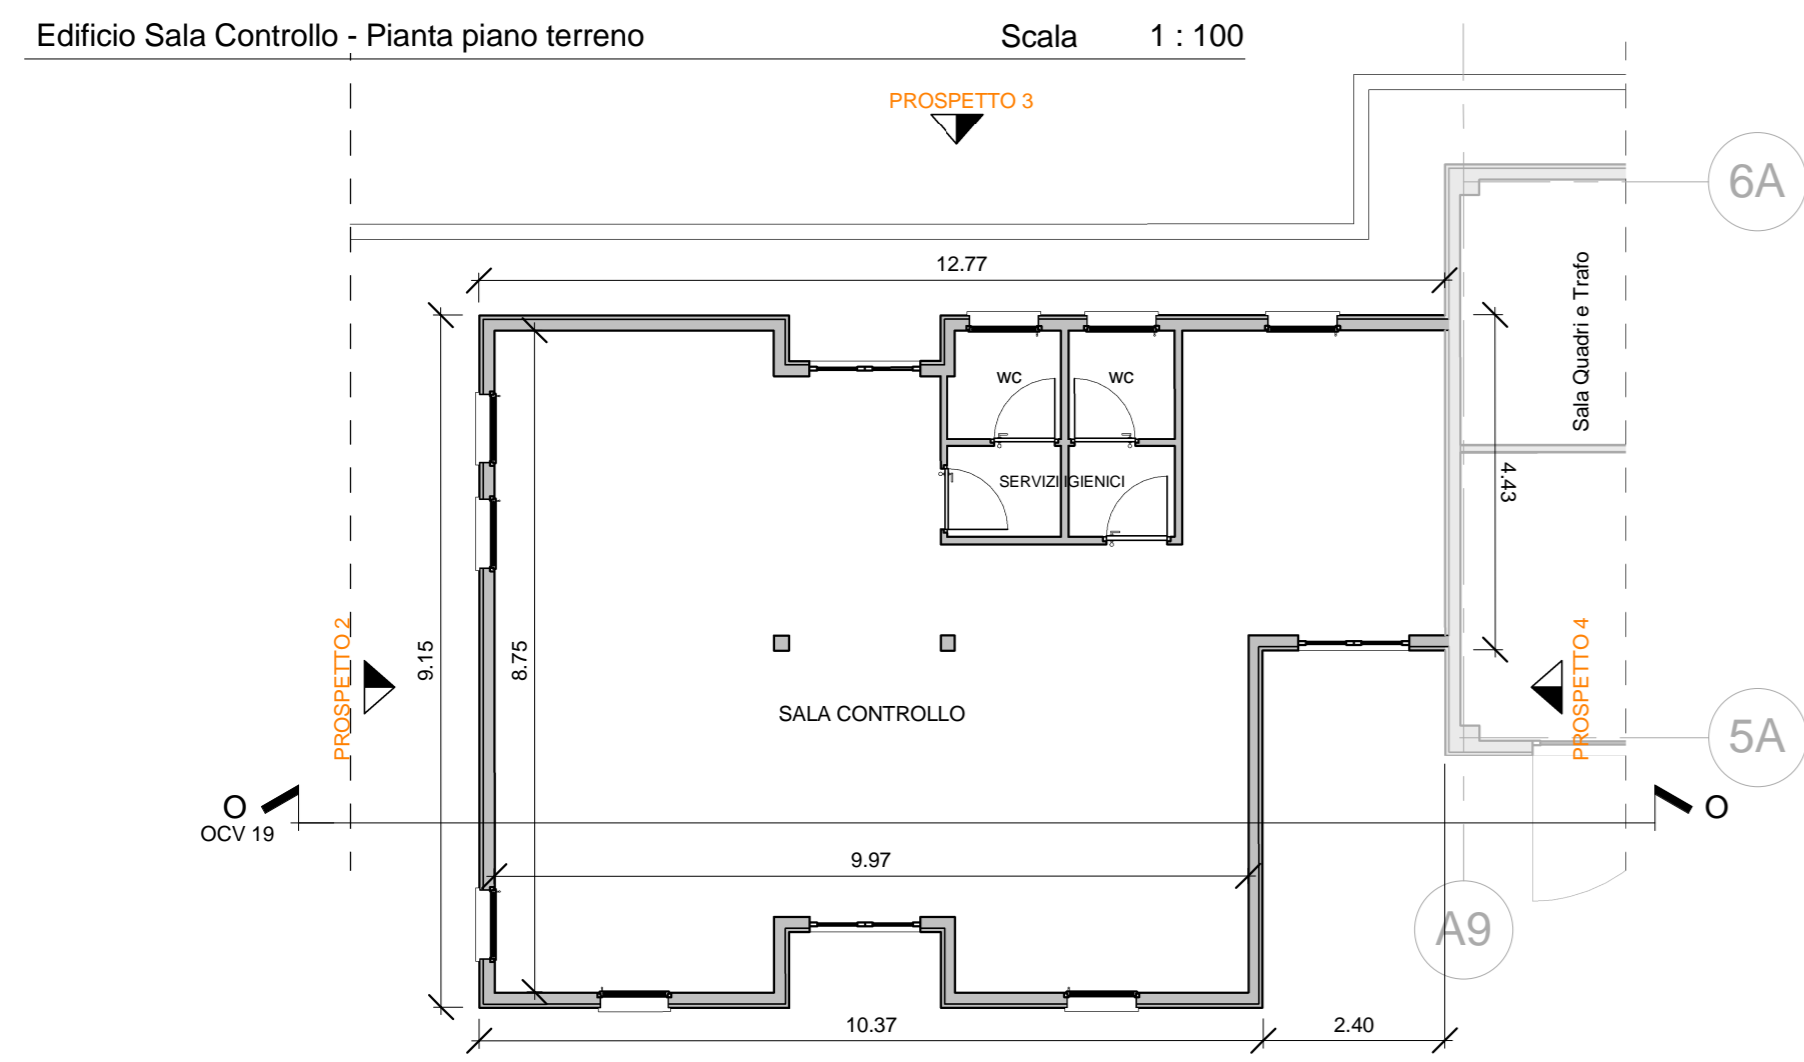 Edificio Sala Controllo - Pianta piano terreno
Scala 1 : 100
PROSPETTO 3
6A
12.77
Sala Quadri e Trafo
WC
WC
SERVIZI IGIENICI
4.43
PROSPETTO 2
9.15
8.75
PROSPETTO 4
SALA CONTROLLO
5A
O
OCV 19
O
9.97
A9
10.37
2.40